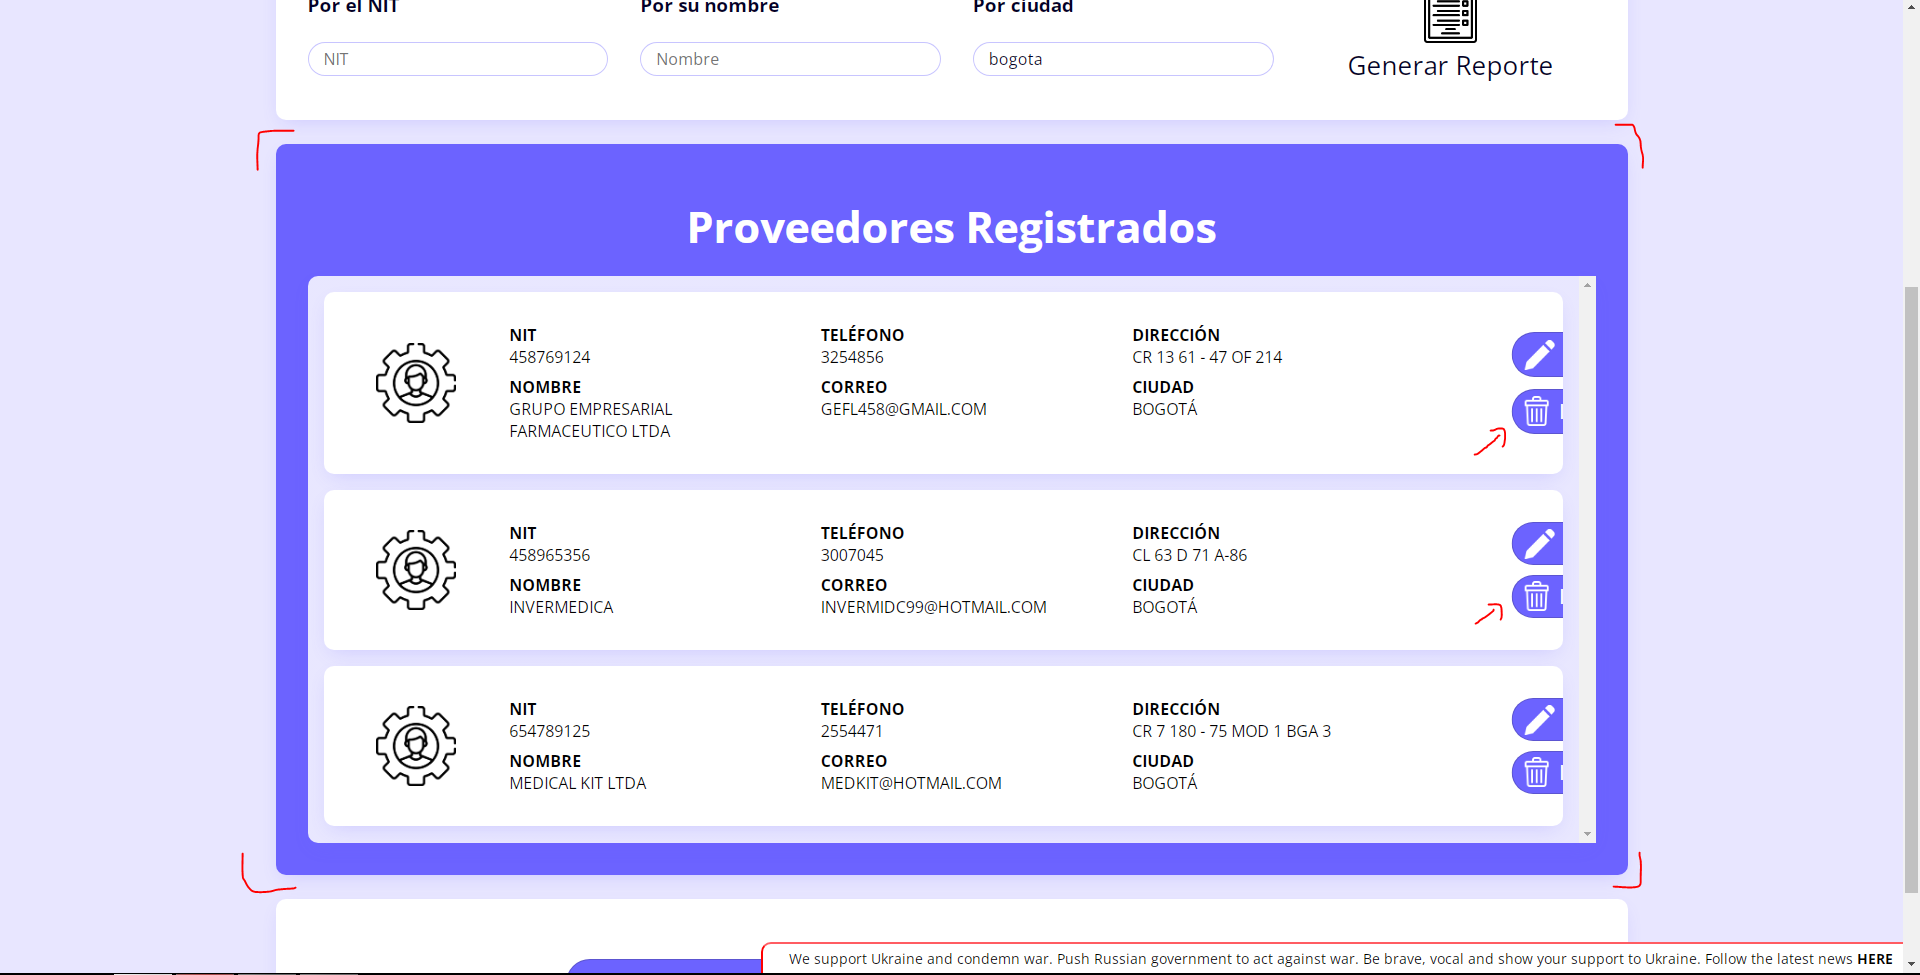 Por el NIT
Por su nombre
Por ciudad
NIT
Nombre
bogota
Generar Reporte
Proveedores Registrados
NIT
TELÉFONO
DIRECCIÓN
458769124
3254856
CR 13 61 - 47 OF 214
NOMBRE
CORREO
CIUDAD
GRUPO EMPRESARIAL
GEFL458@GMAIL.COM
BOGOTÁ
FARMACEUTICO LTDA
NIT
TELÉFONO
DIRECCIÓN
458965356
3007045
CL 63 D 71 A-86
NOMBRE
CORREO
CIUDAD
INVERMEDICA
INVERMIDC99@HOTMAIL.COM
BOGOTÁ
NIT
TELÉFONO
DIRECCIÓN
654789125
2554471
CR 7 180 - 75 MOD 1 BGA 3
NOMBRE
CORREO
CIUDAD
MEDICAL KIT LTDA
MEDKIT@HOTMAIL.COM
BOGOTÁ
We support Ukraine and condemn war. Push Russian government to act against war. Be brave, vocal and show your support to Ukraine. Follow the latest news HERE